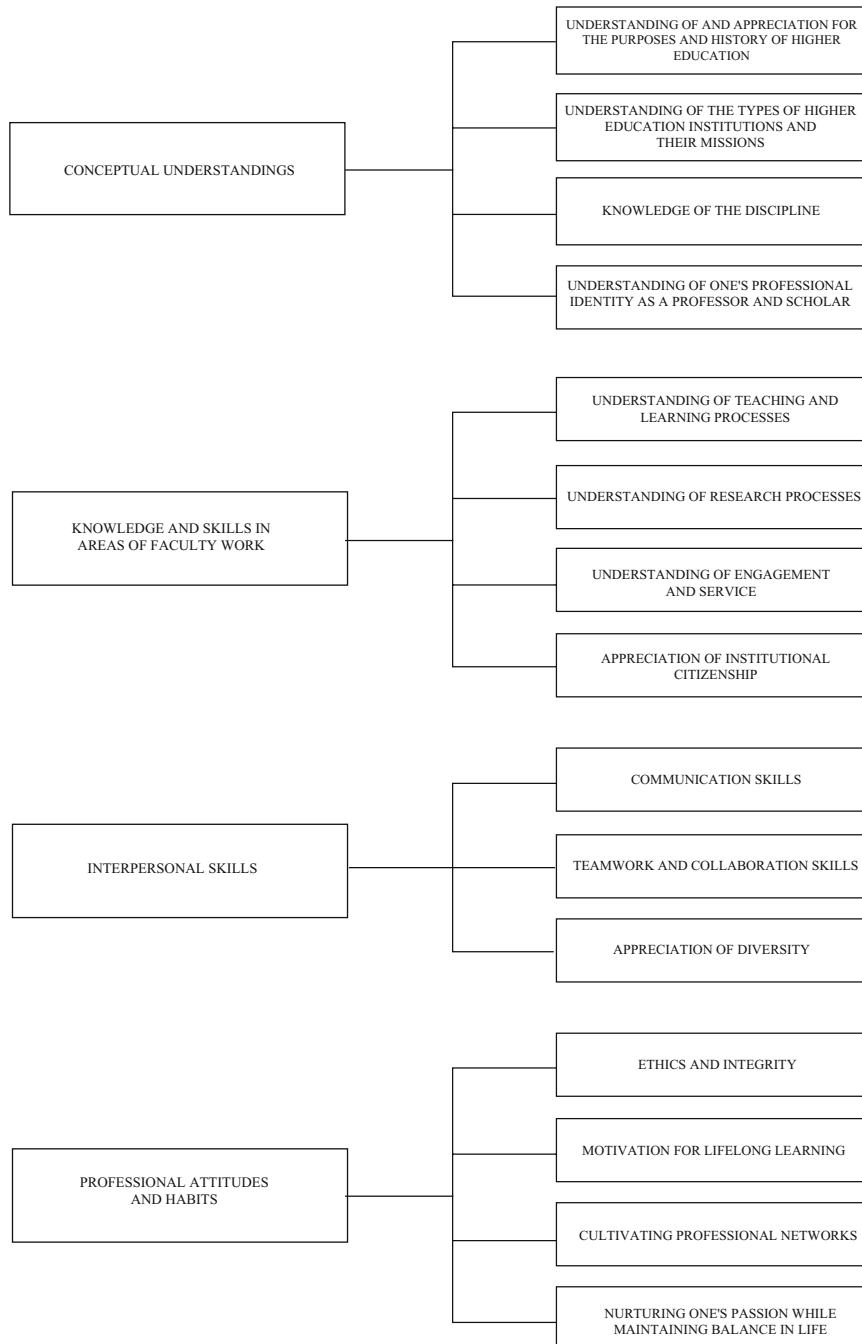 UNDERSTANDING OF AND APPRECIATION FOR
THE PURPOSES AND HISTORY OF HIGHER
EDUCATION
UNDERSTANDING OF THE TYPES OF HIGHER
EDUCATION INSTITUTIONS AND
THEIR MISSIONS
CONCEPTUAL UNDERSTANDINGS
KNOWLEDGE OF THE DISCIPLINE
UNDERSTANDING OF ONE'S PROFESSIONAL
IDENTITY AS A PROFESSOR AND SCHOLAR
UNDERSTANDING OF TEACHING AND
LEARNING PROCESSES
UNDERSTANDING OF RESEARCH PROCESSES
KNOWLEDGE AND SKILLS IN
AREAS OF FACULTY WORK
UNDERSTANDING OF ENGAGEMENT
AND SERVICE
APPRECIATION OF INSTITUTIONAL
CITIZENSHIP
COMMUNICATION SKILLS
INTERPERSONAL SKILLS
TEAMWORK AND COLLABORATION SKILLS
APPRECIATION OF DIVERSITY
ETHICS AND INTEGRITY
MOTIVATION FOR LIFELONG LEARNING
PROFESSIONAL ATTITUDES
AND HABITS
CULTIVATING PROFESSIONAL NETWORKS
NURTURING ONE'S PASSION WHILE
MAINTAINING BALANCE IN LIFE